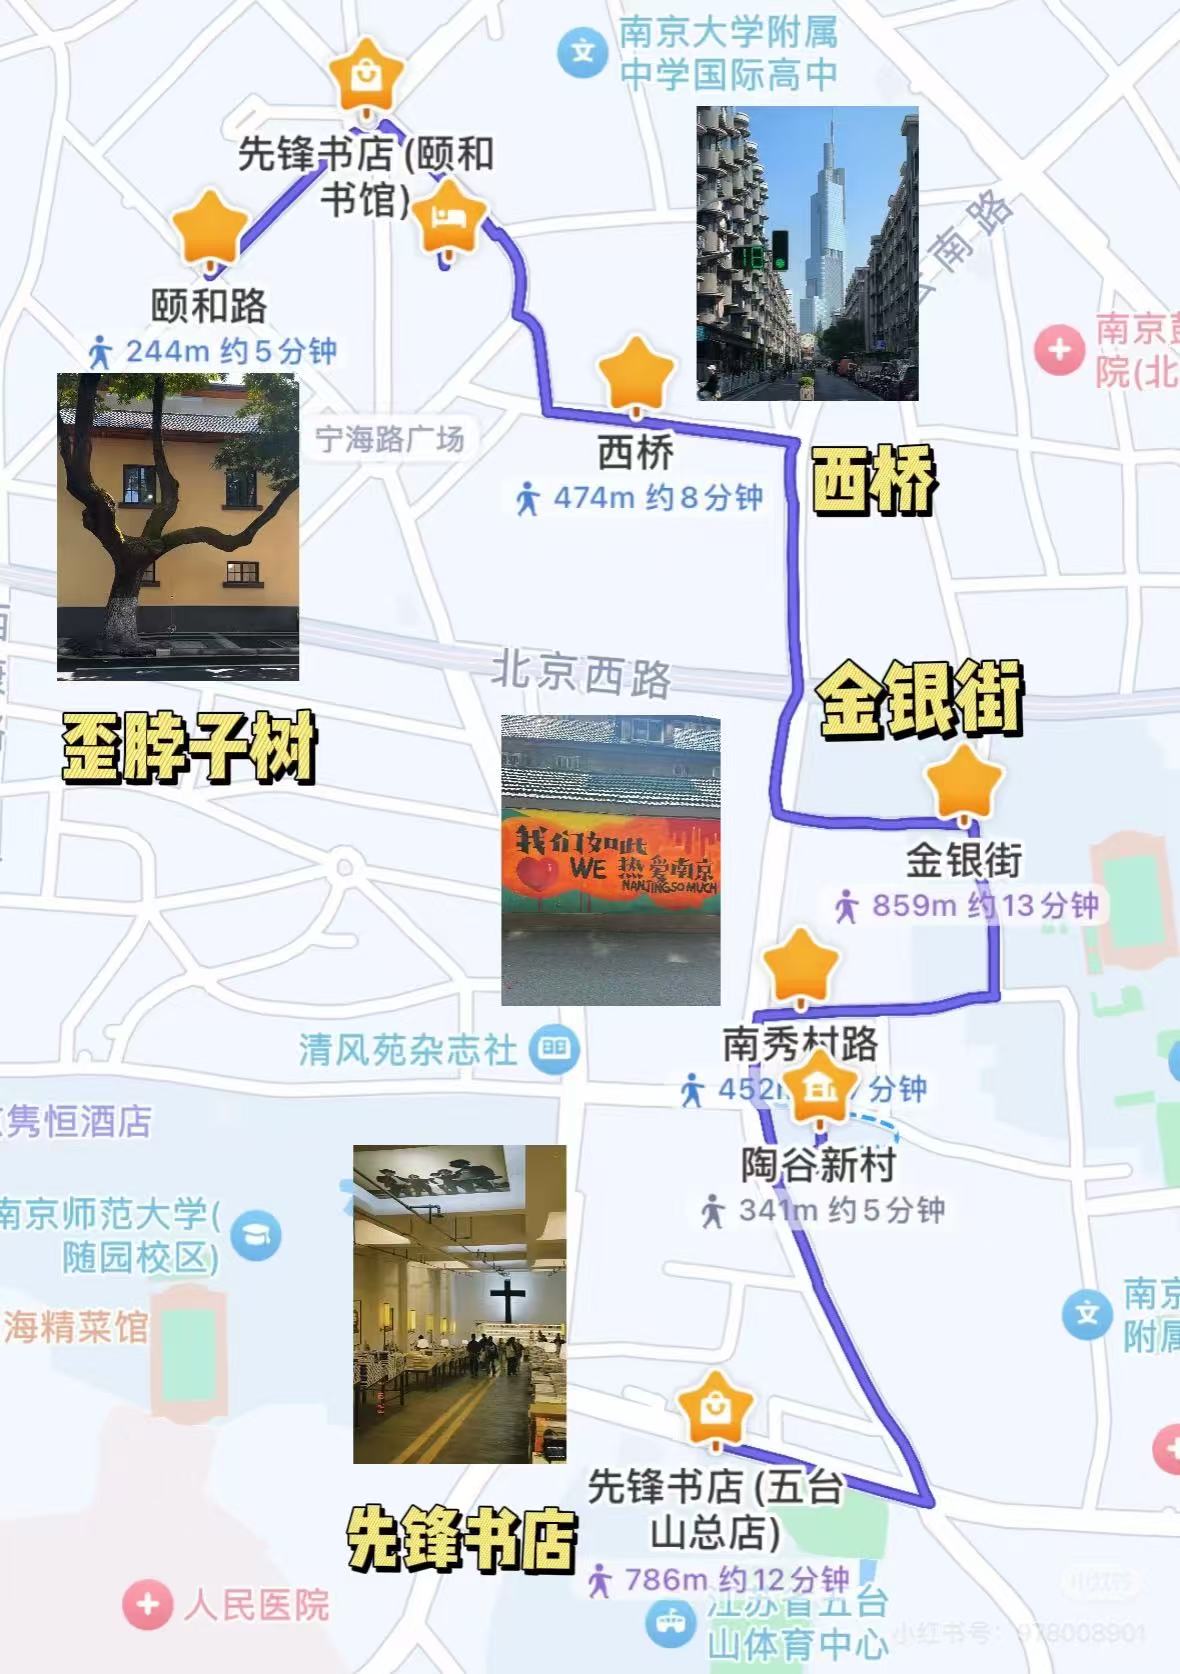 南京大学附属
中学国际高中
先锋书店(颐和
书馆)
颐和路
244m 约5分钟
南路
南京
院(北
西桥
474m 约8分钟
宁海路广场
西桥
北京西路
金银街
歪脖子树
我们如此
WE 热爱南京
NANJING SO MUCH
金银街
859m 约13分钟
清风苑杂志社
南秀村路
452 分钟
隽恒酒店
陶谷新村
341m 约5分钟
南京师范大学(
随园校区)
海精菜馆
南京
附属
先锋书店(五台
山总店)
先锋书店
786m 约12分钟
人民医院
江苏省五台
山体育中心
小红书
小红书号：978008901